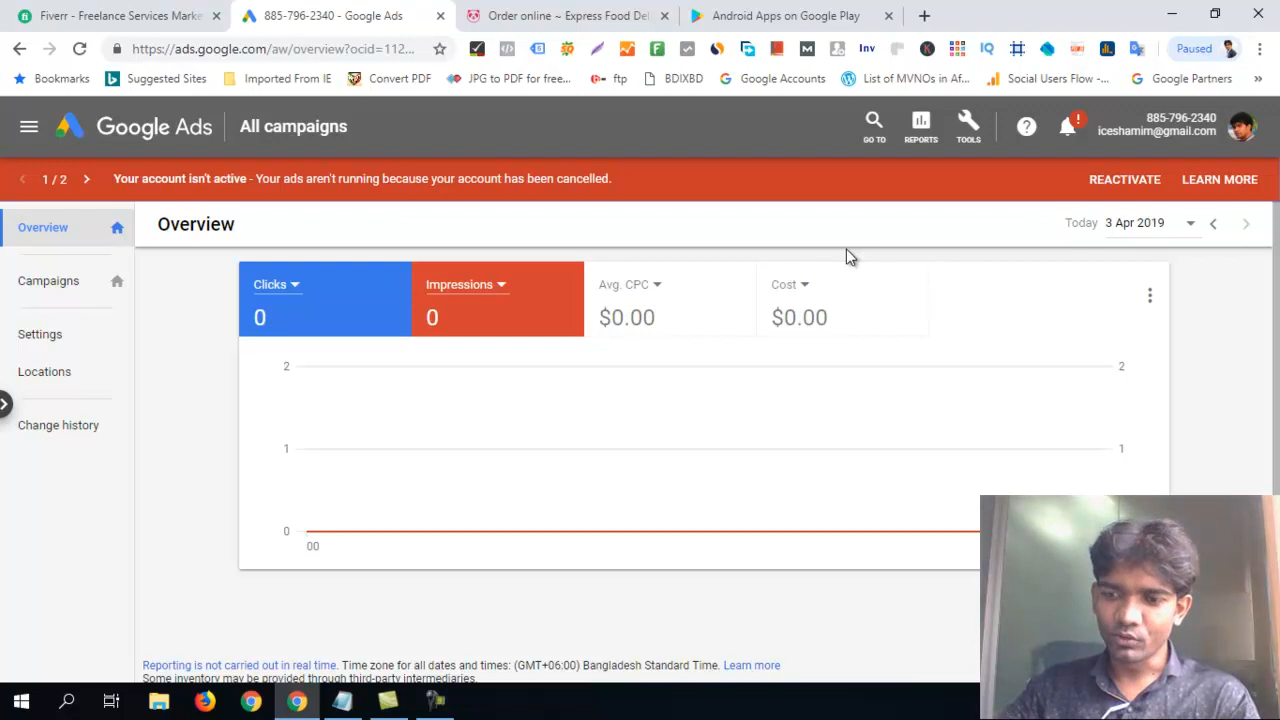 Fiverr - Freelance Services Marke
885-796-2340 - Google Ads
Order online ~ Express Food Del
Android Apps on Google Play
https://ads.google.com/aw/overview?ocid=112...
Inv
IQ
Paused
Bookmarks
Suggested Sites
Imported From IE
Convert PDF
JPG to PDF for free...
ftp
BDIXBD
Google Accounts
List of MVNOs in Af...
Social Users Flow -...
Google Partners
Google Ads
All campaigns
GO TO
REPORTS
TOOLS
885-796-2340
iceshamim@gmail.com
1 / 2
Your account isn't active - Your ads aren't running because your account has been cancelled.
REACTIVATE
LEARN MORE
Overview
Campaigns
Settings
Locations
Change history
Overview
Today 3 Apr 2019
Clicks
0
Impressions
0
Avg. CPC
$0.00
Cost
$0.00
2
2
1
1
0
00
Reporting is not carried out in real time. Time zone for all dates and times: (GMT+06:00) Bangladesh Standard Time. Learn more
Some inventory may be provided through third-party intermediaries.